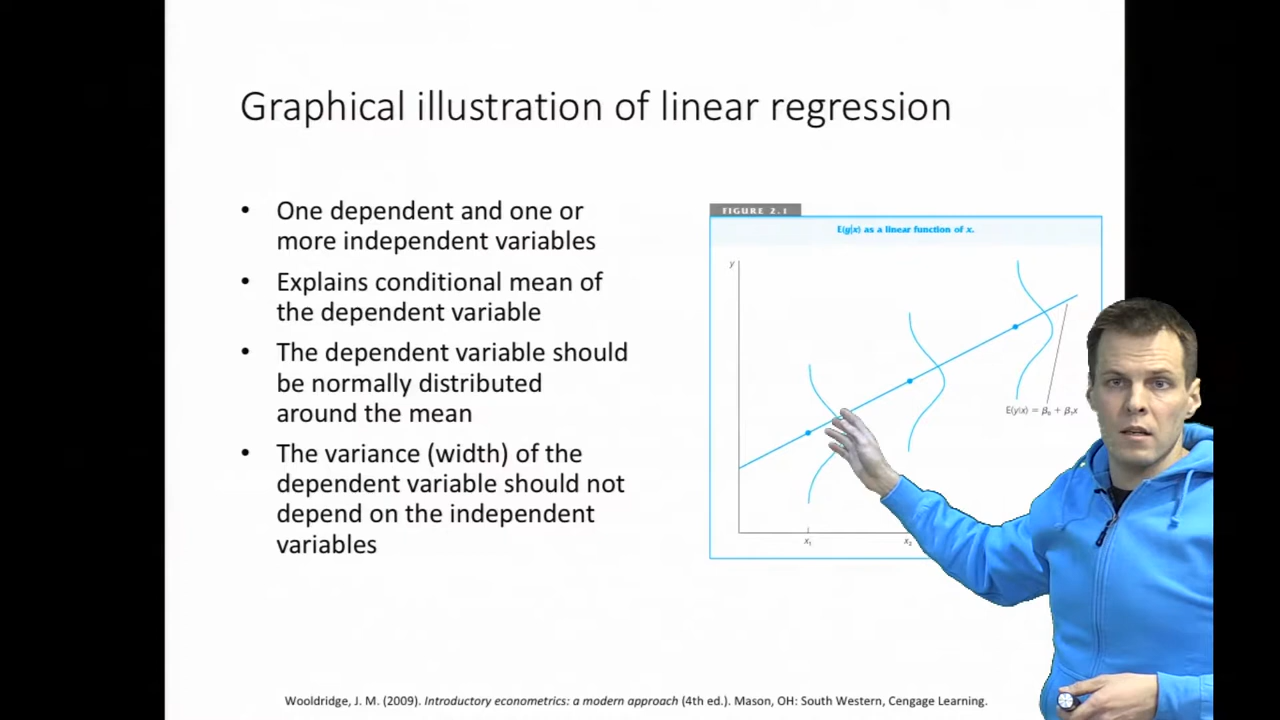 Graphical illustration of linear regression
• One dependent and one or
more independent variables
• Explains conditional mean of
the dependent variable
• The dependent variable should
be normally distributed
around the mean
• The variance (width) of the
dependent variable should not
depend on the independent
variables
FIGURE 2.1
E(y|x) as a linear function of x.
y
E(y|x) = β₀ + β₁x
x₁
x₂
Wooldridge, J. M. (2009). Introductory econometrics: a modern approach (4th ed.). Mason, OH: South Western, Cengage Learning.